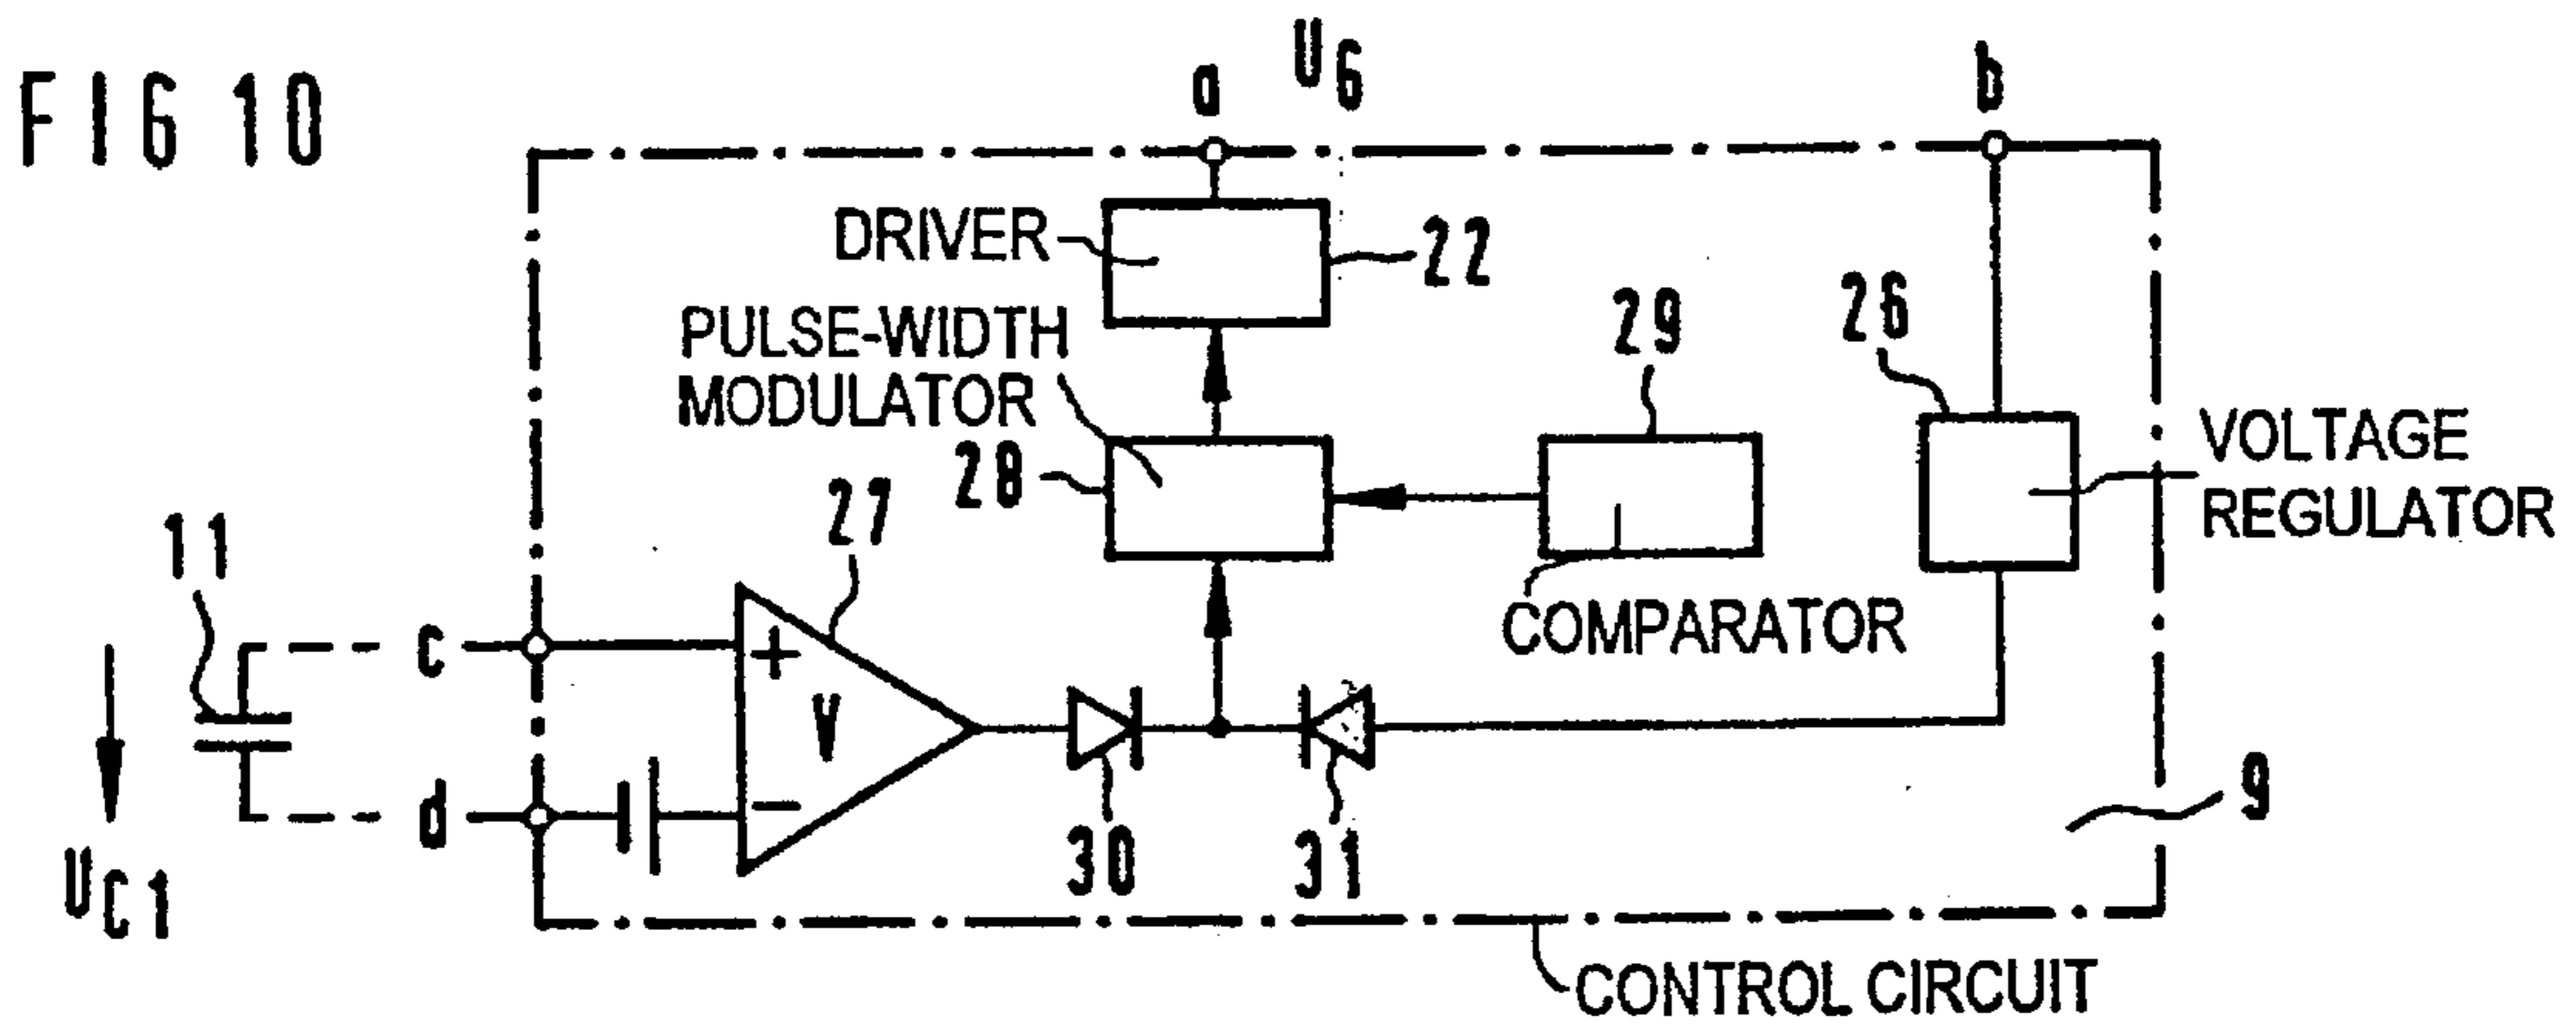 FIG 10
a
U6
b
DRIVER
22
PULSE-WIDTH
MODULATOR
28
29
26
VOLTAGE
REGULATOR
27
11
c
+
V
COMPARATOR
d
−
30
31
9
UC1
CONTROL CIRCUIT